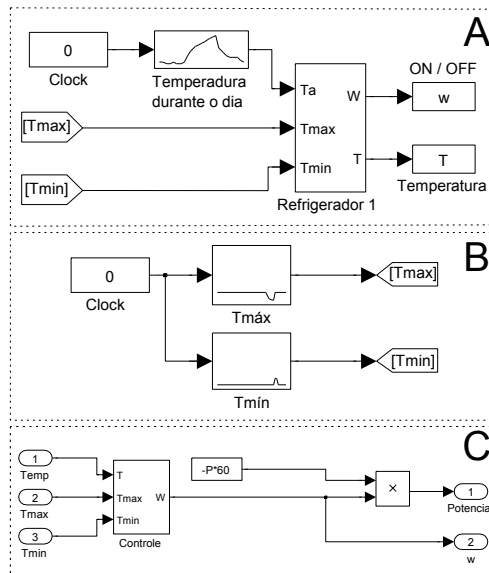 A
0
Clock
Temperadura
durante o dia
[Tmax]
[Tmin]
Ta
Tmax
Tmin
W
T
Refrigerador 1
ON / OFF
w
T
Temperatura
B
0
Clock
Tmáx
[Tmax]
Tmín
[Tmin]
C
1
Temp
2
Tmax
3
Tmin
T
Tmax
Tmin
W
Controle
-P*60
×
1
Potencia
2
w